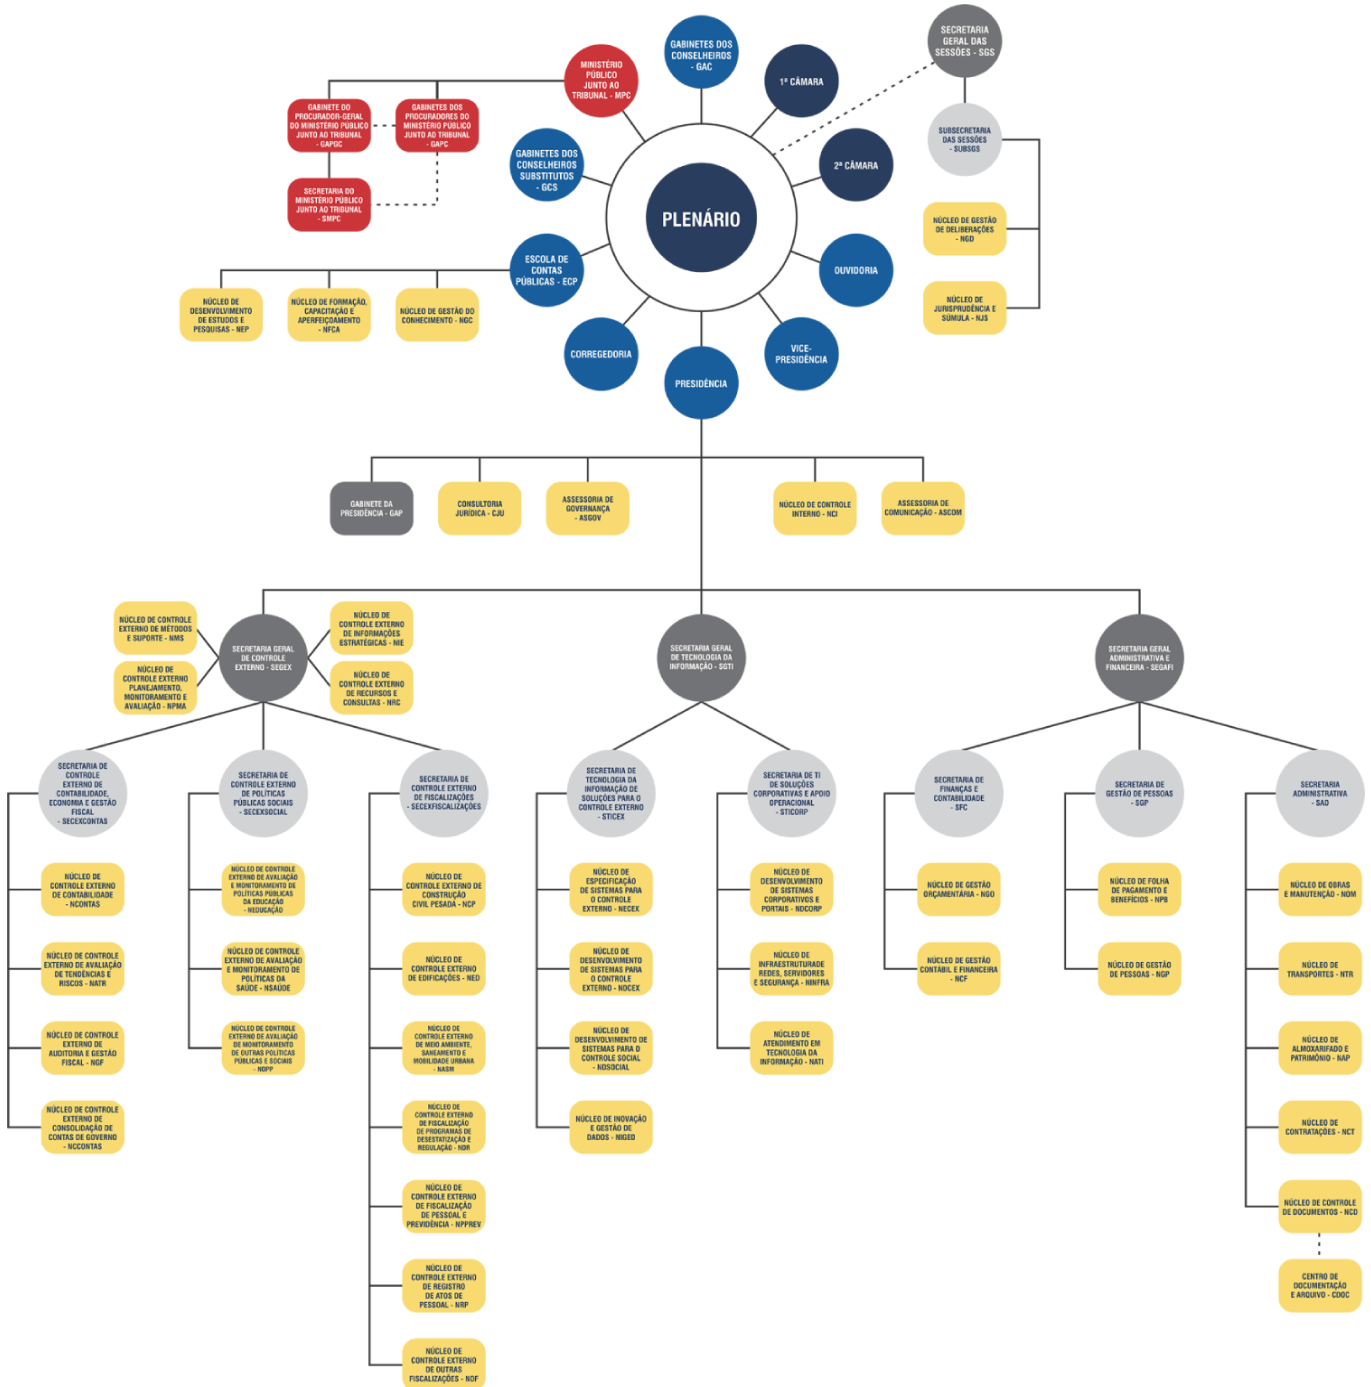 SECRETARIA
GERAL DAS
SESSÕES - SGS
GABINETES DOS
CONSELHEIROS
- GAC
MINISTÉRIO
PÚBLICO
JUNTO AO
TRIBUNAL - MPC
1ª CÂMARA
GABINETE DO
PROCURADOR-GERAL
DO MINISTÉRIO PÚBLICO
JUNTO AO TRIBUNAL
- GAPGC
GABINETES DOS
PROCURADORES DO
MINISTÉRIO PÚBLICO
JUNTO AO TRIBUNAL
- GAPC
SUBSECRETARIA
DAS SESSÕES
- SUBSGS
GABINETES DOS
CONSELHEIROS
SUBSTITUTOS
- GCS
2ª CÂMARA
SECRETARIA DO
MINISTÉRIO PÚBLICO
JUNTO AO TRIBUNAL
- SMPC
PLENÁRIO
NÚCLEO DE GESTÃO
DE DELIBERAÇÕES
- NGD
ESCOLA DE
CONTAS
PÚBLICAS - ECP
OUVIDORIA
NÚCLEO DE
DESENVOLVIMENTO
DE ESTUDOS E
PESQUISAS - NEP
NÚCLEO DE FORMAÇÃO,
CAPACITAÇÃO E
APERFEIÇOAMENTO
- NFCA
NÚCLEO DE GESTÃO DO
CONHECIMENTO - NGC
NÚCLEO DE
JURISPRUDÊNCIA E
SÚMULA - NJS
CORREGEDORIA
VICE-
PRESIDÊNCIA
PRESIDÊNCIA
GABINETE DA
PRESIDÊNCIA - GAP
CONSULTORIA
JURÍDICA - CJU
ASSESSORIA DE
GOVERNANÇA
- ASGOV
NÚCLEO DE CONTROLE
INTERNO - NCI
ASSESSORIA DE
COMUNICAÇÃO - ASCOM
NÚCLEO DE CONTROLE
EXTERNO DE MÉTODOS
E SUPORTE - NMS
NÚCLEO DE
CONTROLE EXTERNO
PLANEJAMENTO,
MONITORAMENTO E
AVALIAÇÃO - NPMA
SECRETARIA GERAL
DE CONTROLE
EXTERNO - SEGEX
NÚCLEO DE
CONTROLE EXTERNO
DE INFORMAÇÕES
ESTRATÉGICAS - NIE
NÚCLEO DE
CONTROLE EXTERNO
DE RECURSOS E
CONSULTAS - NRC
SECRETARIA GERAL
DE TECNOLOGIA DA
INFORMAÇÃO - SGTI
SECRETARIA GERAL
ADMINISTRATIVA E
FINANCEIRA - SEGAFI
SECRETARIA DE
CONTROLE
EXTERNO DE
CONTABILIDADE,
ECONOMIA E GESTÃO
FISCAL
- SECEXCONTAS
SECRETARIA DE
CONTROLE EXTERNO
DE POLÍTICAS
PÚBLICAS SOCIAIS
- SECEXSOCIAL
SECRETARIA DE
CONTROLE EXTERNO
DE FISCALIZAÇÕES
- SECEXFISCALIZAÇÕES
SECRETARIA DE
TECNOLOGIA DA
INFORMAÇÃO DE
SOLUÇÕES PARA O
CONTROLE EXTERNO
- STICEX
SECRETARIA DE TI
DE SOLUÇÕES
CORPORATIVAS E APOIO
OPERACIONAL
- STICORP
SECRETARIA DE
FINANÇAS E
CONTABILIDADE
- SFC
SECRETARIA DE
GESTÃO DE PESSOAS
- SGP
SECRETARIA
ADMINISTRATIVA
- SAD
NÚCLEO DE
CONTROLE EXTERNO
DE CONTABILIDADE
- NCONTAS
NÚCLEO DE CONTROLE
EXTERNO DE AVALIAÇÃO
E MONITORAMENTO DE
POLÍTICAS PÚBLICAS
DA EDUCAÇÃO
- NEDUCAÇÃO
NÚCLEO DE
CONTROLE EXTERNO DE
CONSTRUÇÃO
CIVIL PESADA - NCP
NÚCLEO DE
ESPECIFICAÇÃO
DE SISTEMAS PARA
O CONTROLE
EXTERNO - NECEX
NÚCLEO DE
DESENVOLVIMENTO
DE SISTEMAS
CORPORATIVOS E
PORTAIS - NDCORP
NÚCLEO DE GESTÃO
ORÇAMENTÁRIA - NGO
NÚCLEO DE FOLHA
DE PAGAMENTO E
BENEFÍCIOS - NPB
NÚCLEO DE OBRAS
E MANUTENÇÃO - NOM
NÚCLEO DE CONTROLE
EXTERNO DE AVALIAÇÃO
DE TENDÊNCIAS E
RISCOS - NATR
NÚCLEO DE CONTROLE
EXTERNO DE AVALIAÇÃO
E MONITORAMENTO DE
POLÍTICAS DA
SAÚDE - NSAÚDE
NÚCLEO DE
CONTROLE EXTERNO
DE EDIFICAÇÕES - NED
NÚCLEO DE
DESENVOLVIMENTO
DE SISTEMAS PARA
O CONTROLE
EXTERNO - NDCEX
NÚCLEO DE
INFRAESTRUTURADE
REDES, SERVIDORES
E SEGURANÇA - NINFRA
NÚCLEO DE GESTÃO
CONTÁBIL E FINANCEIRA
- NCF
NÚCLEO DE GESTÃO
DE PESSOAS - NGP
NÚCLEO DE
TRANSPORTES - NTR
NÚCLEO DE CONTROLE
EXTERNO DE
AUDITORIA E GESTÃO
FISCAL - NGF
NÚCLEO DE CONTROLE
EXTERNO DE AVALIAÇÃO
DE MONITORAMENTO
DE OUTRAS POLÍTICAS
PÚBLICAS E SOCIAIS
- NOPP
NÚCLEO DE
CONTROLE EXTERNO
DE MEIO AMBIENTE,
SANEAMENTO E
MOBILIDADE URBANA
- NASM
NÚCLEO DE
DESENVOLVIMENTO DE
SISTEMAS PARA O
CONTROLE SOCIAL
- NDSOCIAL
NÚCLEO DE
ATENDIMENTO EM
TECNOLOGIA DA
INFORMAÇÃO - NATI
NÚCLEO DE
ALMOXARIFADO E
PATRIMÔNIO - NAP
NÚCLEO DE CONTROLE
EXTERNO DE
CONSOLIDAÇÃO DE
CONTAS DE GOVERNO
- NCCONTAS
NÚCLEO DE
CONTROLE EXTERNO
DE FISCALIZAÇÃO
DE PROGRAMAS DE
DESESTATIZAÇÃO E
REGULAÇÃO - NDR
NÚCLEO DE INOVAÇÃO
E GESTÃO DE
DADOS - NIGED
NÚCLEO DE
CONTRATAÇÕES - NCT
NÚCLEO DE
CONTROLE EXTERNO
DE FISCALIZAÇÃO
DE PESSOAL E
PREVIDÊNCIA - NPPREV
NÚCLEO DE CONTROLE
DE DOCUMENTOS - NCD
NÚCLEO DE
CONTROLE EXTERNO
DE REGISTRO
DE ATOS DE
PESSOAL - NRP
CENTRO DE
DOCUMENTAÇÃO
E ARQUIVO - CDOC
NÚCLEO DE
CONTROLE EXTERNO
DE OUTRAS
FISCALIZAÇÕES - NOF